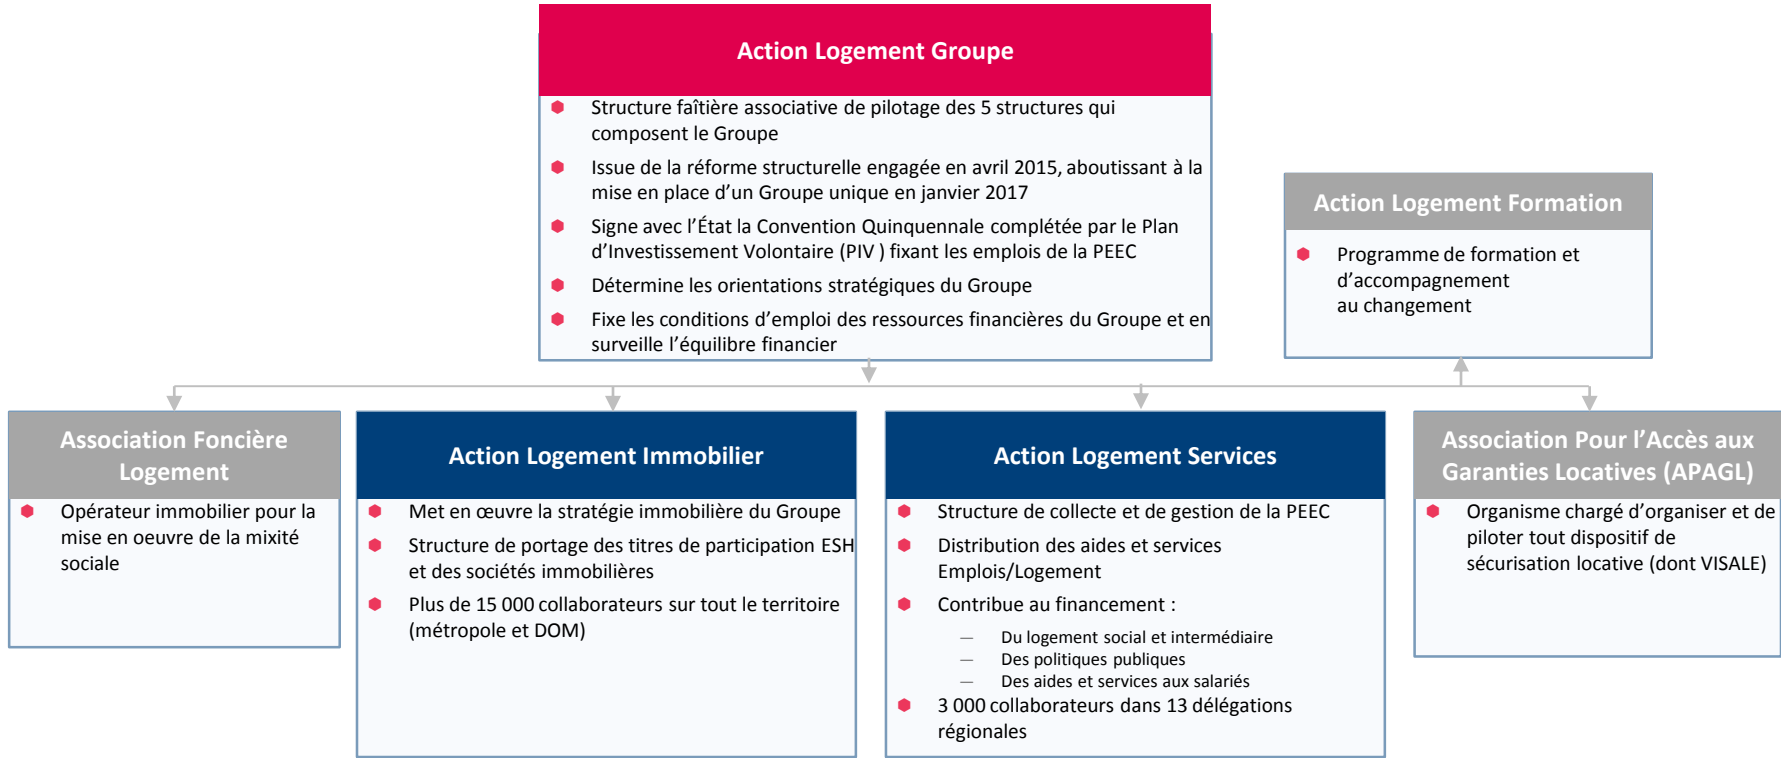 Action Logement Groupe
Structure faîtière associative de pilotage des 5 structures qui
composent le Groupe
Issue de la réforme structurelle engagée en avril 2015, aboutissant à la
mise en place d’un Groupe unique en janvier 2017
Signe avec l’État la Convention Quinquennale complétée par le Plan
d’Investissement Volontaire (PIV ) fixant les emplois de la PEEC
Détermine les orientations stratégiques du Groupe
Fixe les conditions d’emploi des ressources financières du Groupe et en
surveille l’équilibre financier
Action Logement Formation
Programme de formation et
d’accompagnement
au changement
Association Foncière
Logement
Opérateur immobilier pour la
mise en oeuvre de la mixité
sociale
Action Logement Immobilier
Met en œuvre la stratégie immobilière du Groupe
Structure de portage des titres de participation ESH
et des sociétés immobilières
Plus de 15 000 collaborateurs sur tout le territoire
(métropole et DOM)
Action Logement Services
Structure de collecte et de gestion de la PEEC
Distribution des aides et services
Emplois/Logement
Contribue au financement :
— Du logement social et intermédiaire
— Des politiques publiques
— Des aides et services aux salariés
3 000 collaborateurs dans 13 délégations
régionales
Association Pour l’Accès aux
Garanties Locatives (APAGL)
Organisme chargé d’organiser et de
piloter tout dispositif de
sécurisation locative (dont VISALE)